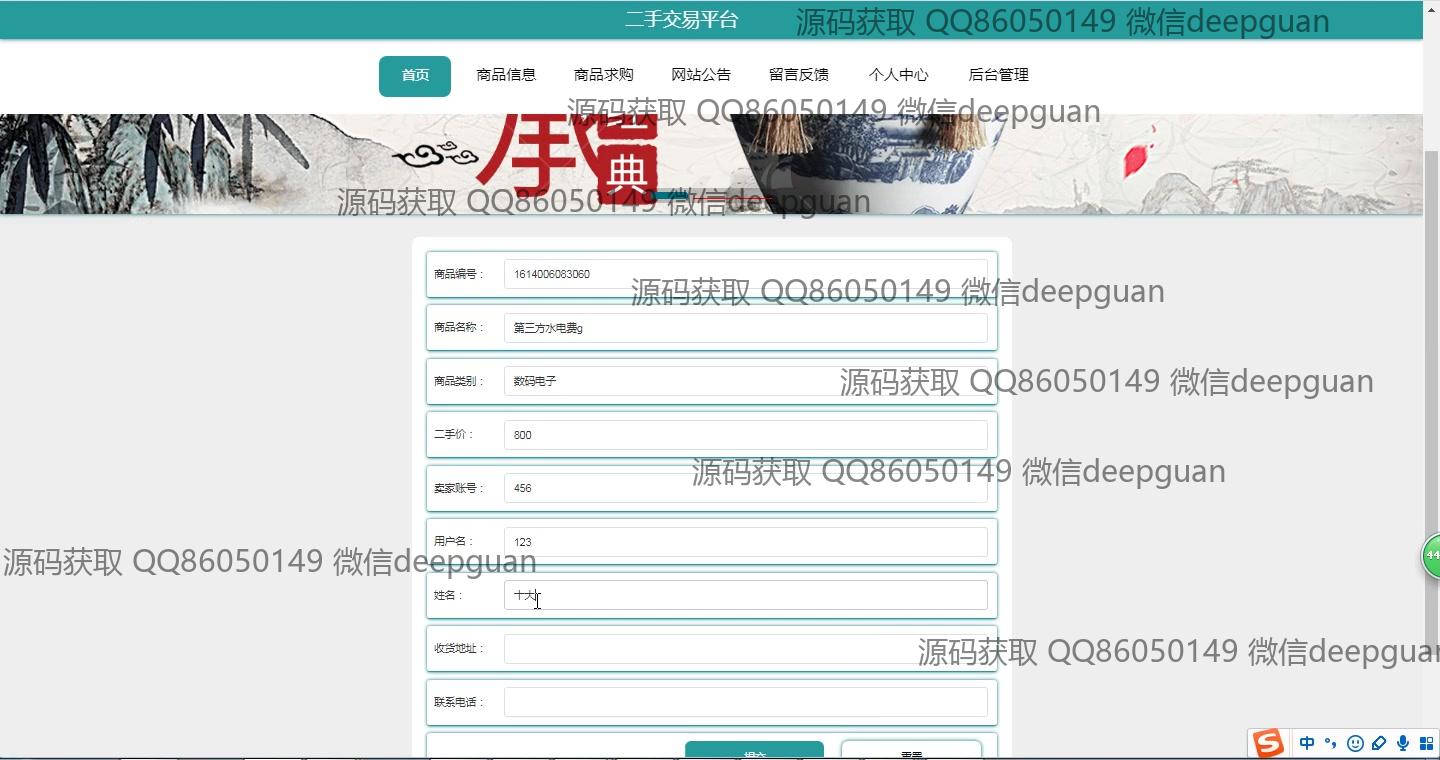 二手交易平台
源码获取 QQ86050149 微信deepguan
首页 商品信息 商品求购 网站公告 留言反馈 个人中心 后台管理
源码获取 QQ86050149 微信deepguan
典
源码获取 QQ86050149 微信deepguan
商品编号： 1614006083060
源码获取 QQ86050149 微信deepguan
商品名称： 第三方水电费g
商品类别： 数码电子
源码获取 QQ86050149 微信deepguan
二手价： 800
源码获取 QQ86050149 微信deepguan
卖家账号： 456
用户名： 123
源码获取 QQ86050149 微信deepguan
姓名： 十大
收货地址：
源码获取 QQ86050149 微信deepguan
联系电话：
提交 重置
中
44